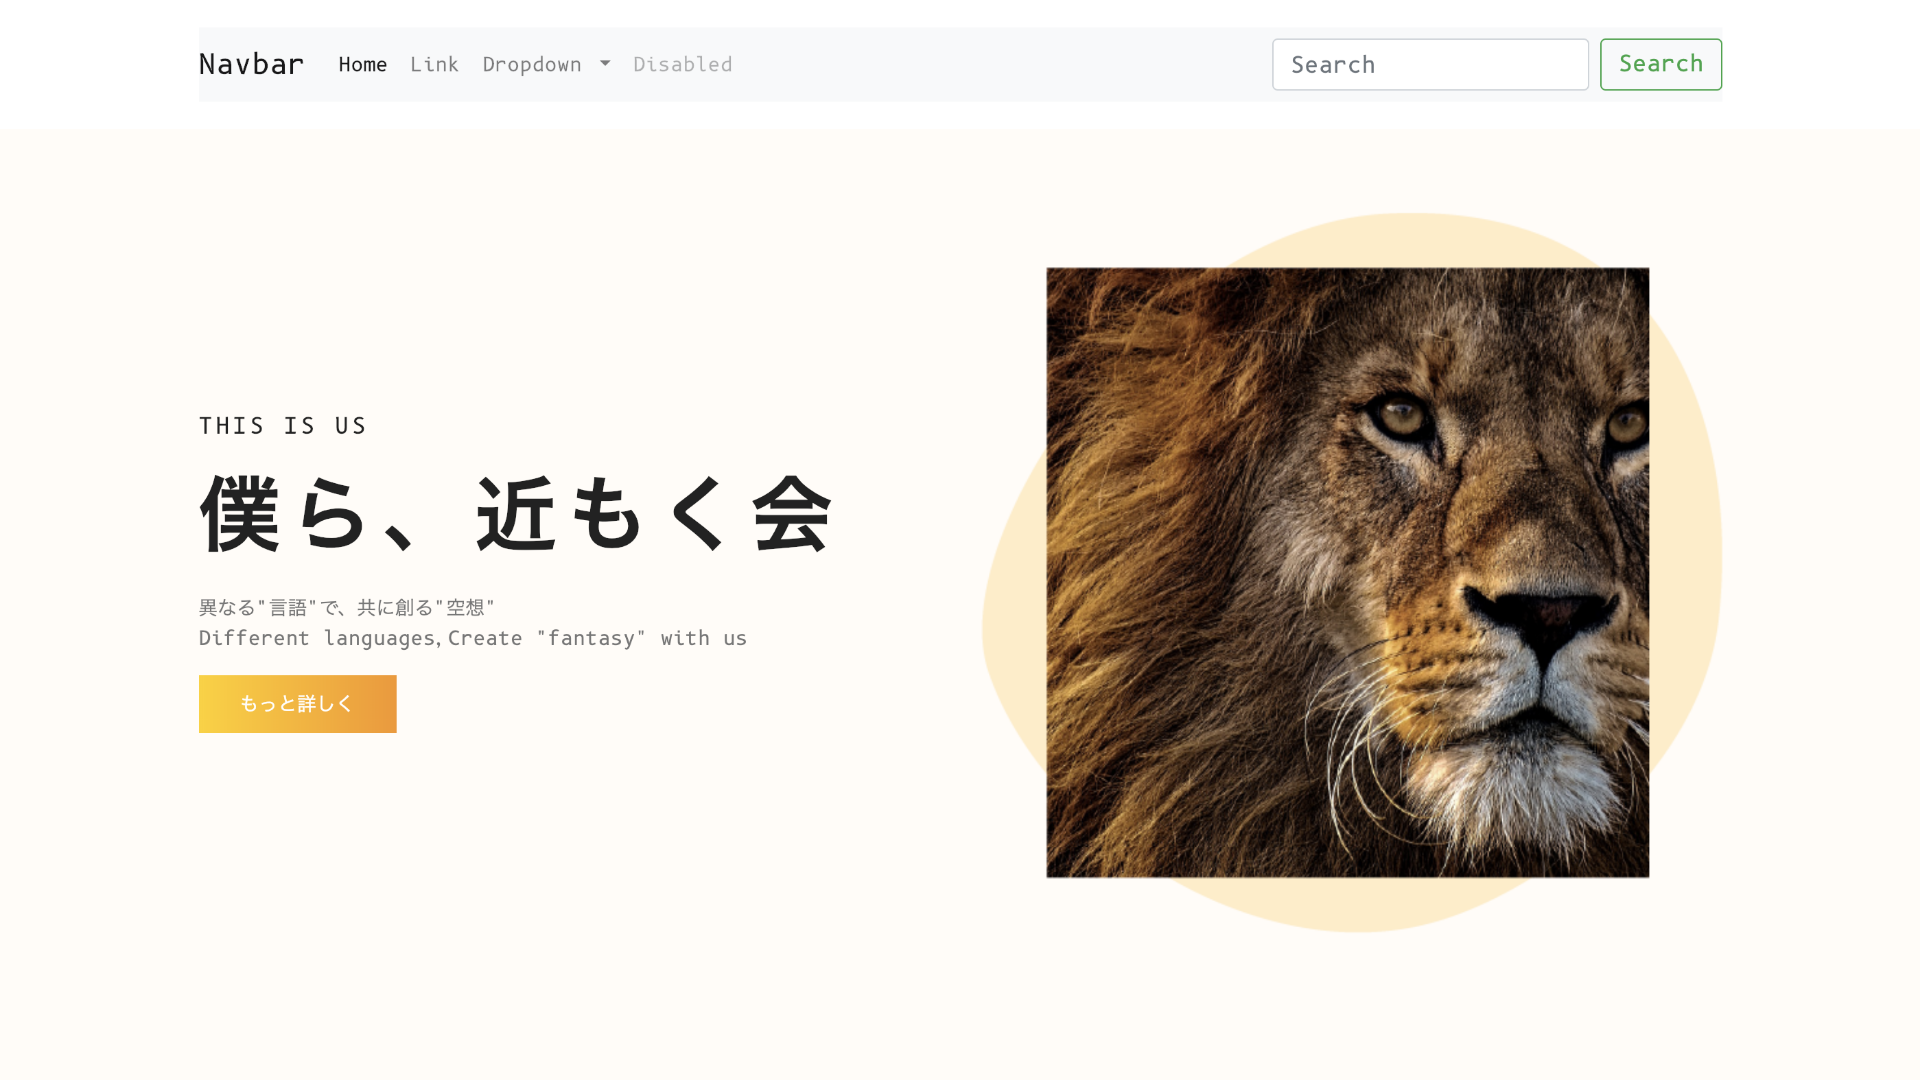 Navbar Home Link Dropdown Disabled Search Search
THIS IS US
僕ら、近もく会
異なる"言語"で、共に創る"空想"
Different languages, Create "fantasy" with us
もっと詳しく